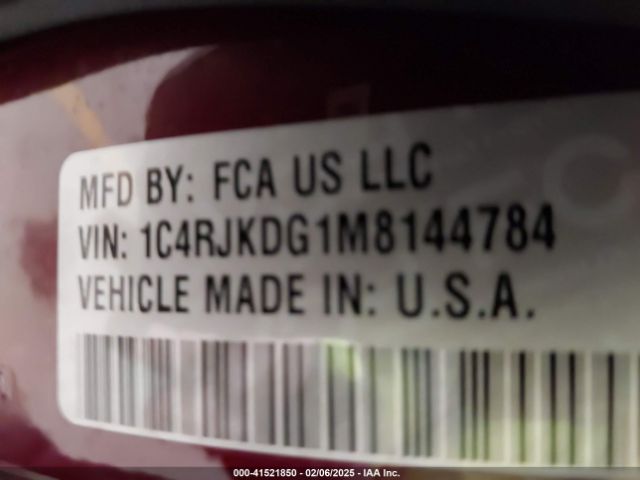 MFD BY: FCA US LLC
VIN: 1C4RJKDG1M8144784
VEHICLE MADE IN: U.S.A.
000-41521850 - 02/06/2025 - IAA Inc.